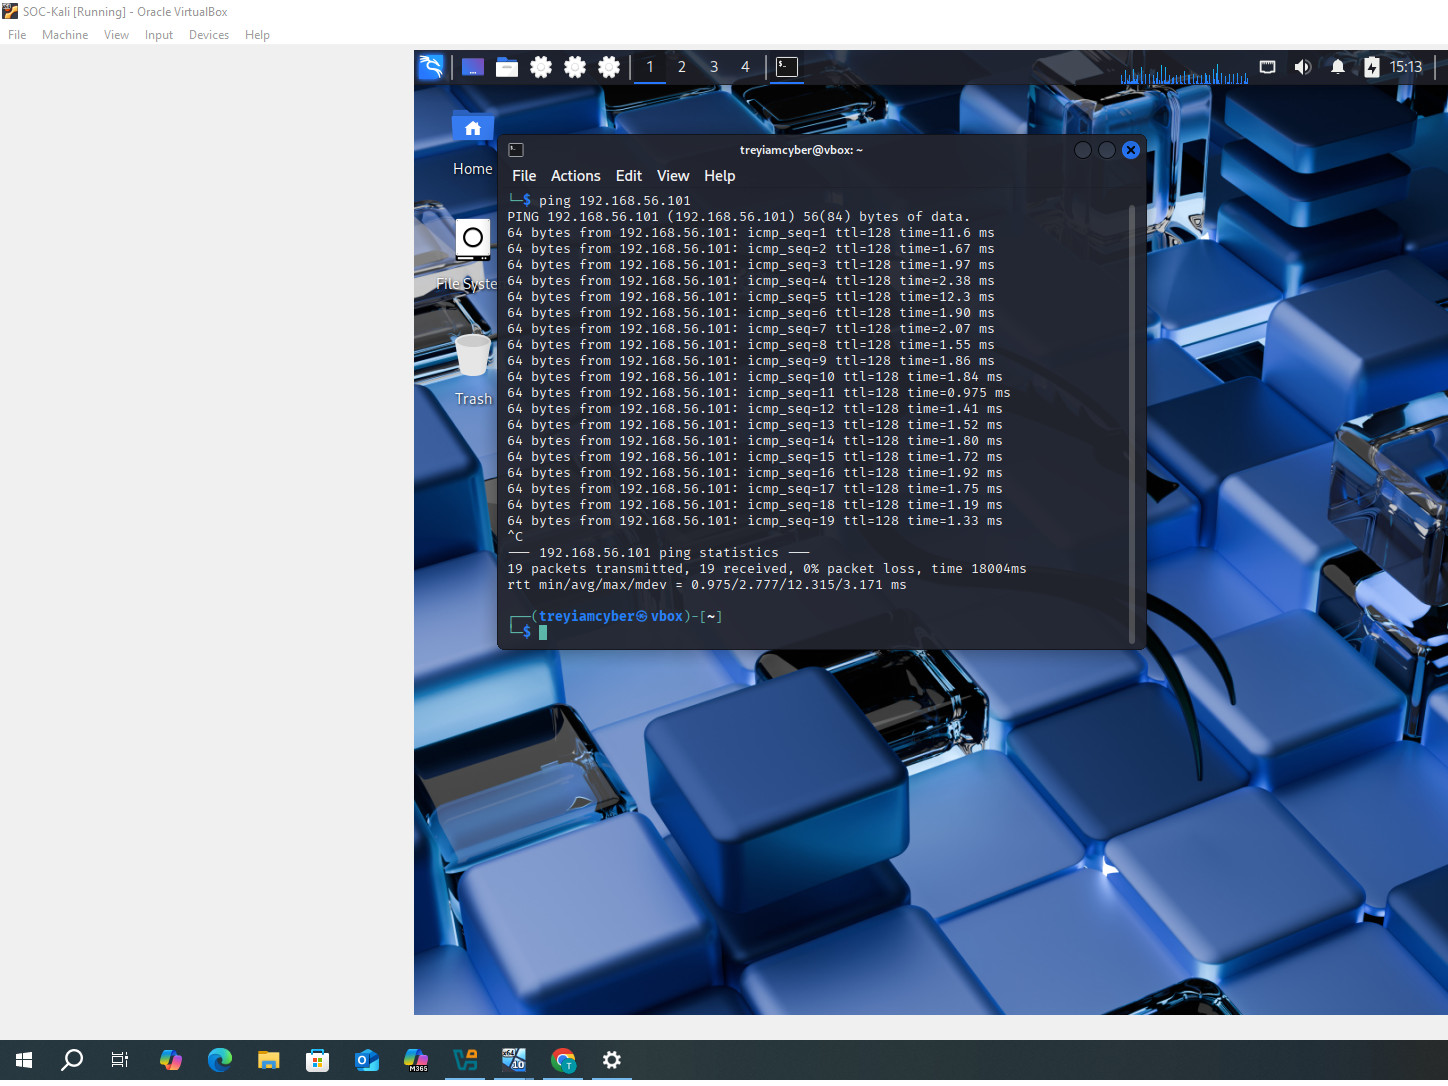 SOC-Kali [Running] - Oracle VirtualBox
File Machine View Input Devices Help
1 2 3 4 15:13
Home
File Syste
Trash
treyiamcyber@vbox: ~
File Actions Edit View Help
└─$ ping 192.168.56.101
PING 192.168.56.101 (192.168.56.101) 56(84) bytes of data.
64 bytes from 192.168.56.101: icmp_seq=1 ttl=128 time=11.6 ms
64 bytes from 192.168.56.101: icmp_seq=2 ttl=128 time=1.67 ms
64 bytes from 192.168.56.101: icmp_seq=3 ttl=128 time=1.97 ms
64 bytes from 192.168.56.101: icmp_seq=4 ttl=128 time=2.38 ms
64 bytes from 192.168.56.101: icmp_seq=5 ttl=128 time=12.3 ms
64 bytes from 192.168.56.101: icmp_seq=6 ttl=128 time=1.90 ms
64 bytes from 192.168.56.101: icmp_seq=7 ttl=128 time=2.07 ms
64 bytes from 192.168.56.101: icmp_seq=8 ttl=128 time=1.55 ms
64 bytes from 192.168.56.101: icmp_seq=9 ttl=128 time=1.86 ms
64 bytes from 192.168.56.101: icmp_seq=10 ttl=128 time=1.84 ms
64 bytes from 192.168.56.101: icmp_seq=11 ttl=128 time=0.975 ms
64 bytes from 192.168.56.101: icmp_seq=12 ttl=128 time=1.41 ms
64 bytes from 192.168.56.101: icmp_seq=13 ttl=128 time=1.52 ms
64 bytes from 192.168.56.101: icmp_seq=14 ttl=128 time=1.80 ms
64 bytes from 192.168.56.101: icmp_seq=15 ttl=128 time=1.72 ms
64 bytes from 192.168.56.101: icmp_seq=16 ttl=128 time=1.92 ms
64 bytes from 192.168.56.101: icmp_seq=17 ttl=128 time=1.75 ms
64 bytes from 192.168.56.101: icmp_seq=18 ttl=128 time=1.19 ms
64 bytes from 192.168.56.101: icmp_seq=19 ttl=128 time=1.33 ms
^C
--- 192.168.56.101 ping statistics ---
19 packets transmitted, 19 received, 0% packet loss, time 18004ms
rtt min/avg/max/mdev = 0.975/2.777/12.315/3.171 ms
┌──(treyiamcyber㉿vbox)-[~]
└─$
M365
x64
10
T